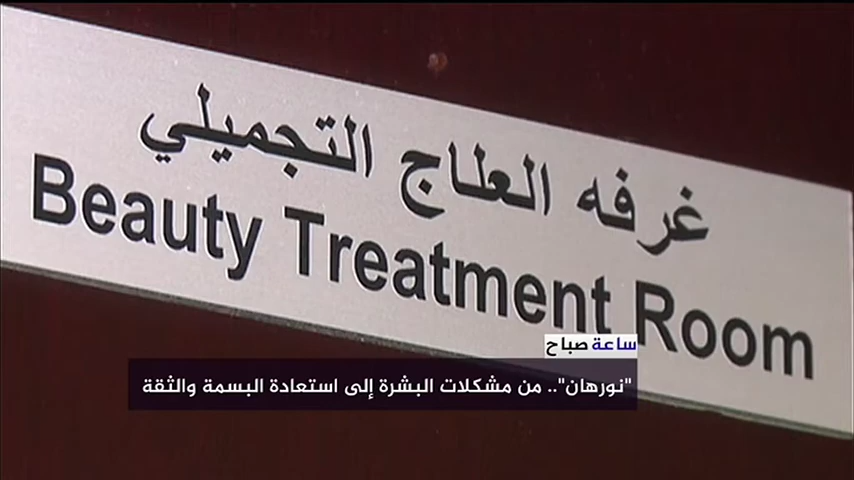 غرفه العلاج التجميلي
Beauty Treatment Room
ساعة صباح
"نورهان".. من مشكلات البشرة إلى استعادة البسمة والثقة